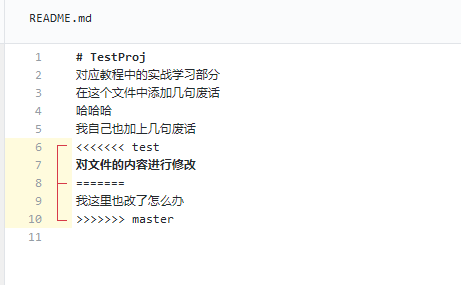 README.md
1 # TestProj
2 对应教程中的实战学习部分
3 在这个文件中添加几句废话
4 哈哈哈
5 我自己也加上几句废话
6 <<<<<<< test
7 对文件的内容进行修改
8 =======
9 我这里也改了怎么办
10 >>>>>>> master
11